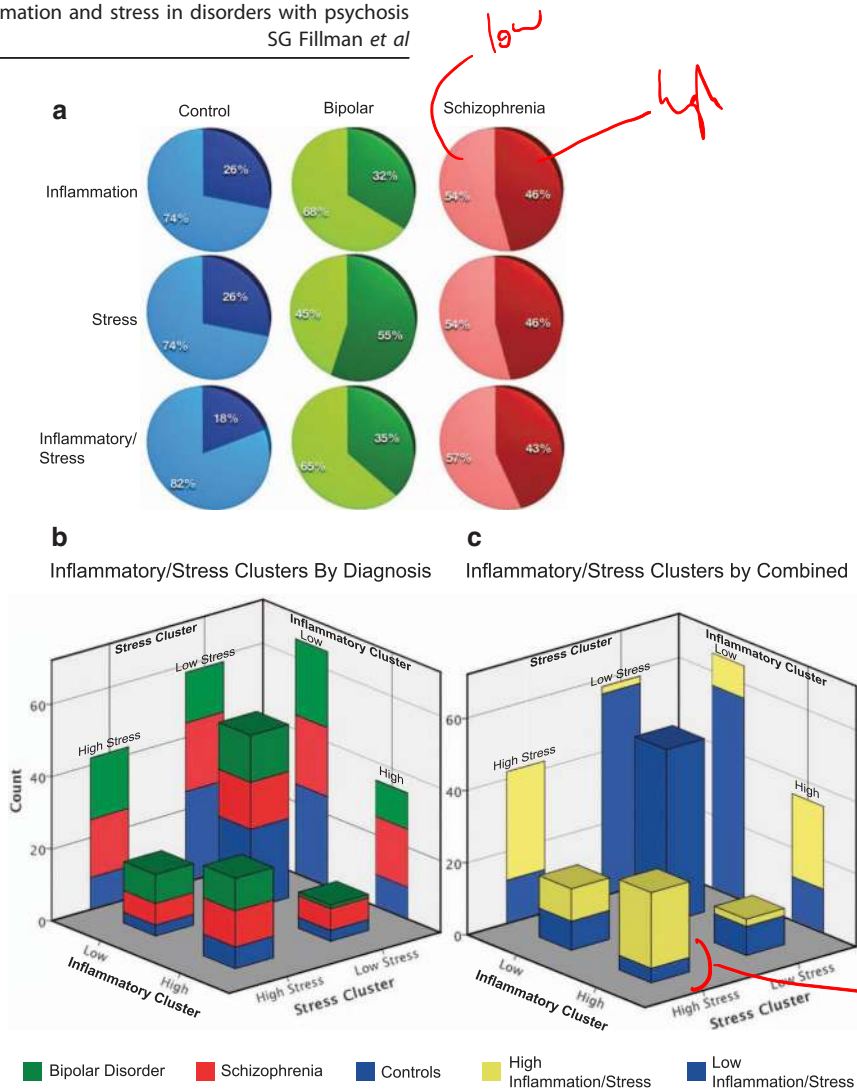 mation and stress in disorders with psychosis
SG Fillman et al
low
high
a
Control
Bipolar
Schizophrenia
Inflammation
26%
74%
32%
68%
54%
46%
Stress
26%
74%
45%
55%
54%
46%
Inflammatory/
Stress
18%
82%
35%
65%
57%
43%
b
Inflammatory/Stress Clusters By Diagnosis
Stress Cluster
Inflammatory Cluster
Low
Low Stress
High Stress
High
Count
60
40
20
0
Low
High
Inflammatory Cluster
High Stress
Low Stress
Stress Cluster
c
Inflammatory/Stress Clusters by Combined
Stress Cluster
Inflammatory Cluster
Low
Low Stress
High Stress
High
60
40
20
0
Low
High
Inflammatory Cluster
High Stress
Low Stress
Stress Cluster
Bipolar Disorder
Schizophrenia
Controls
High
Inflammation/Stress
Low
Inflammation/Stress